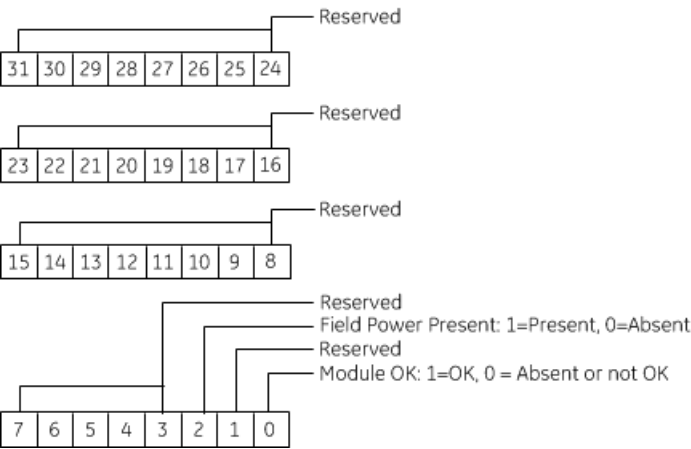 Reserved
31 30 29 28 27 26 25 24
Reserved
23 22 21 20 19 18 17 16
Reserved
15 14 13 12 11 10 9 8
Reserved
Field Power Present: 1=Present, 0=Absent
Reserved
Module OK: 1=OK, 0 = Absent or not OK
7 6 5 4 3 2 1 0